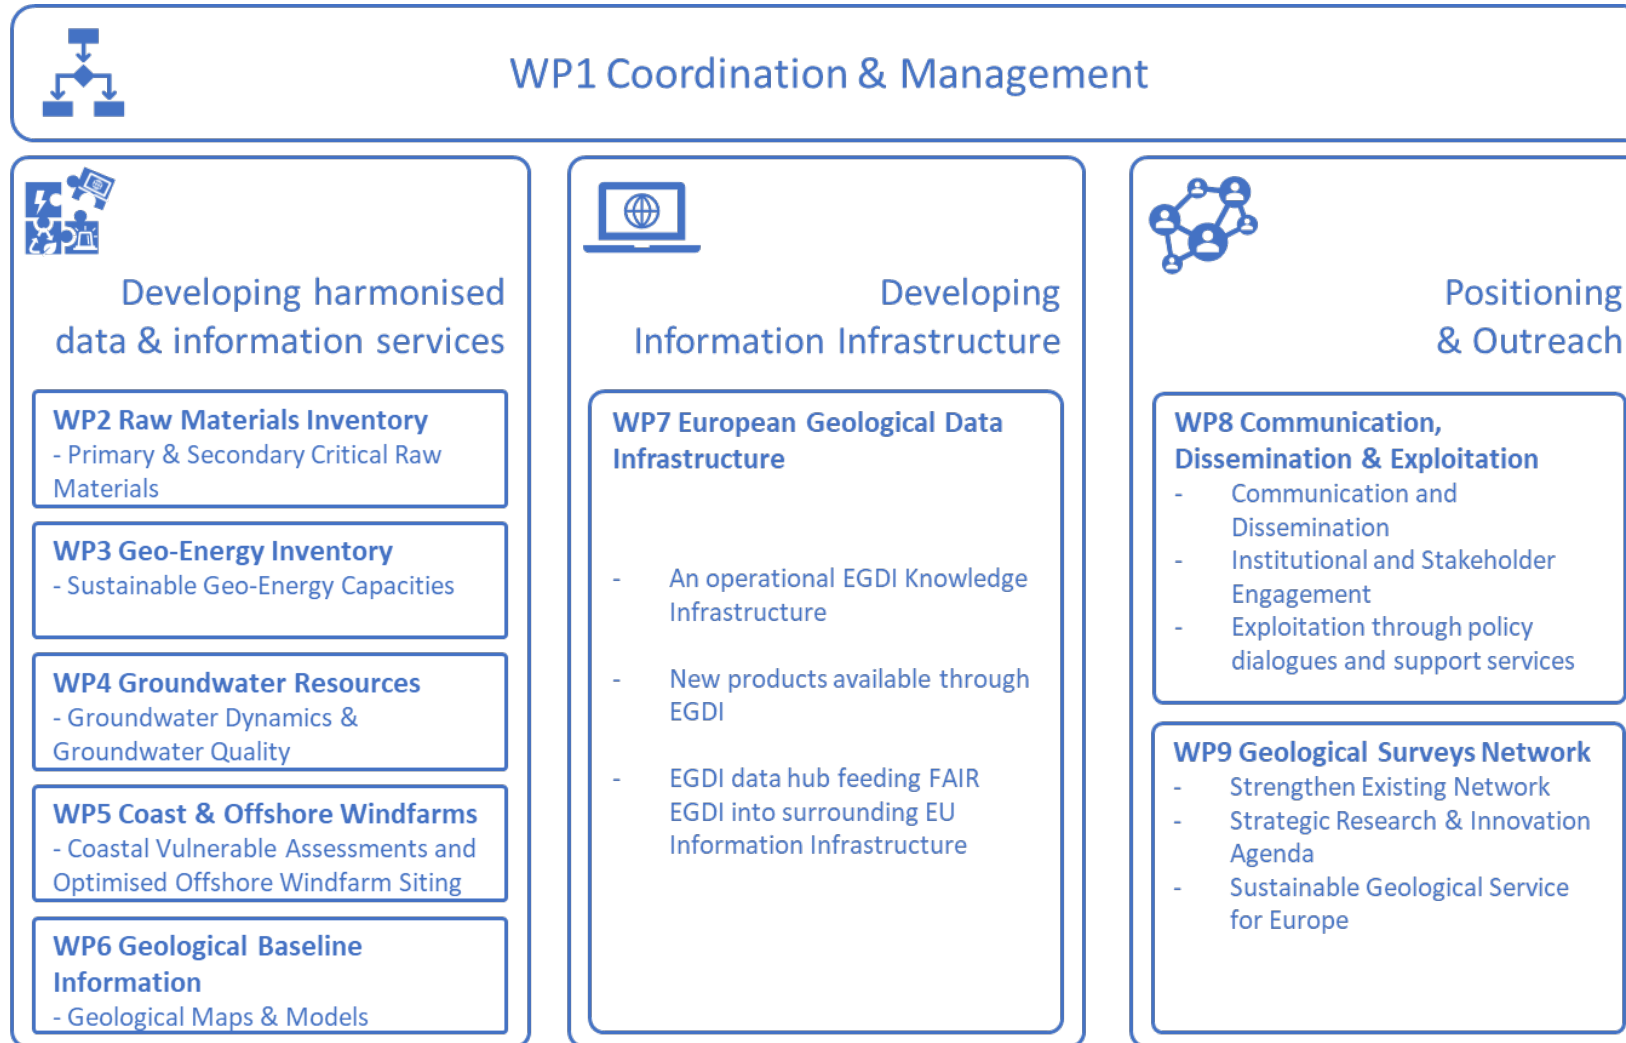 WP1 Coordination & Management
Developing harmonised
data & information services
WP2 Raw Materials Inventory
- Primary & Secondary Critical Raw
Materials
WP3 Geo-Energy Inventory
- Sustainable Geo-Energy Capacities
WP4 Groundwater Resources
- Groundwater Dynamics &
Groundwater Quality
WP5 Coast & Offshore Windfarms
- Coastal Vulnerable Assessments and
Optimised Offshore Windfarm Siting
WP6 Geological Baseline
Information
- Geological Maps & Models
Developing
Information Infrastructure
WP7 European Geological Data
Infrastructure
- An operational EGDI Knowledge
Infrastructure
- New products available through
EGDI
- EGDI data hub feeding FAIR
EGDI into surrounding EU
Information Infrastructure
Positioning
& Outreach
WP8 Communication,
Dissemination & Exploitation
- Communication and
Dissemination
- Institutional and Stakeholder
Engagement
- Exploitation through policy
dialogues and support services
WP9 Geological Surveys Network
- Strengthen Existing Network
- Strategic Research & Innovation
Agenda
- Sustainable Geological Service
for Europe